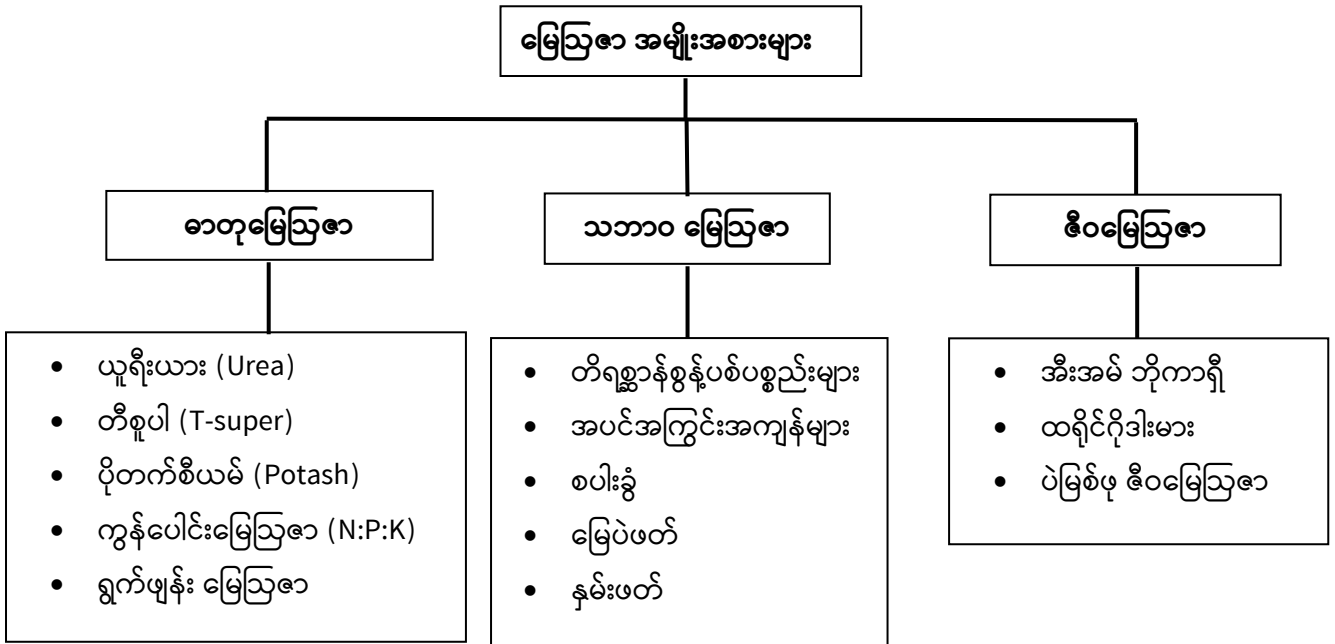 မြေဩဇာ အမျိုးအစားများ
ဓာတုမြေဩဇာ
ယူရီးယား (Urea)
တီစူပါ (T-super)
ပိုတက်စီယမ် (Potash)
ကွန်ပေါင်းမြေဩဇာ (N:P:K)
ရွက်ဖျန်း မြေဩဇာ
သဘာဝ မြေဩဇာ
တိရစ္ဆာန်စွန့်ပစ်ပစ္စည်းများ
အပင်အကြွင်းအကျန်များ
စပါးခွံ
မြေပဲဖတ်
နှမ်းဖတ်
ဇီဝမြေဩဇာ
အီးအမ် ဘိုကာရှီ
ထရိုင်ဂိုဒါးမား
ပဲမြစ်ဖု ဇီဝမြေဩဇာ